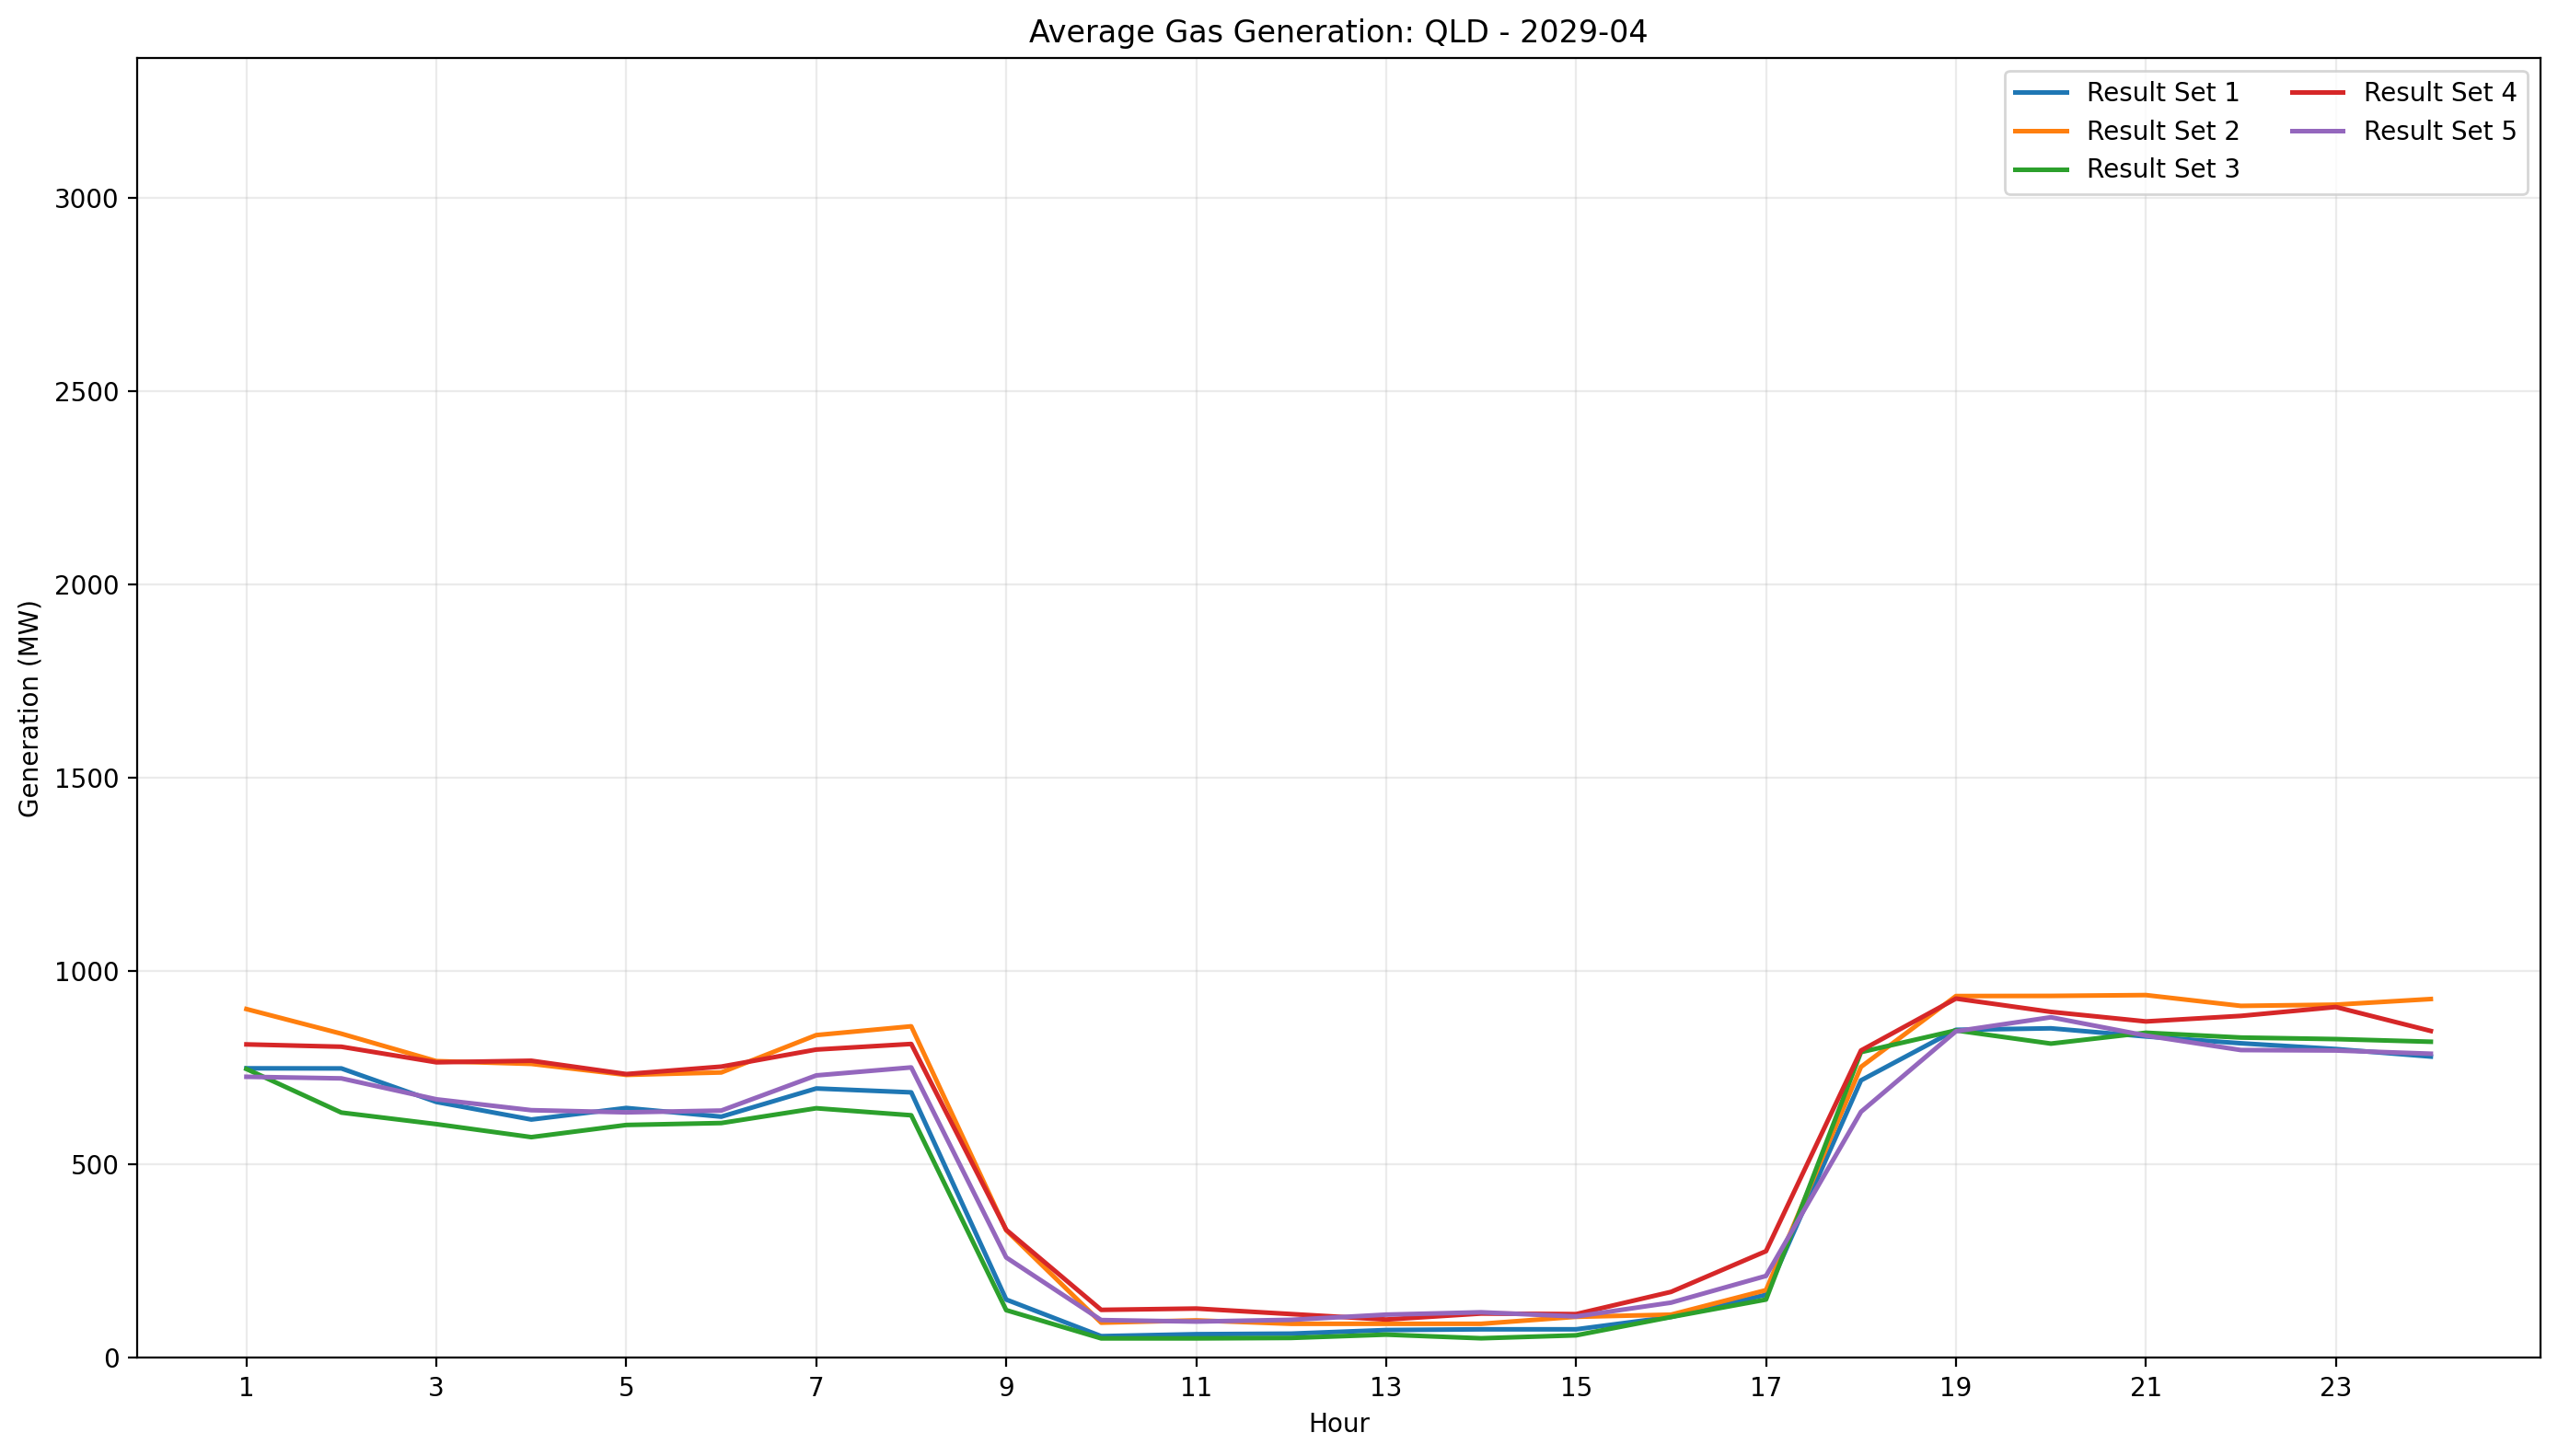 Average Gas Generation: QLD - 2029-04
Result Set 1
Result Set 2
Result Set 3
Result Set 4
Result Set 5
Generation (MW)
3000
2500
2000
1500
1000
500
0
1 3 5 7 9 11 13 15 17 19 21 23
Hour